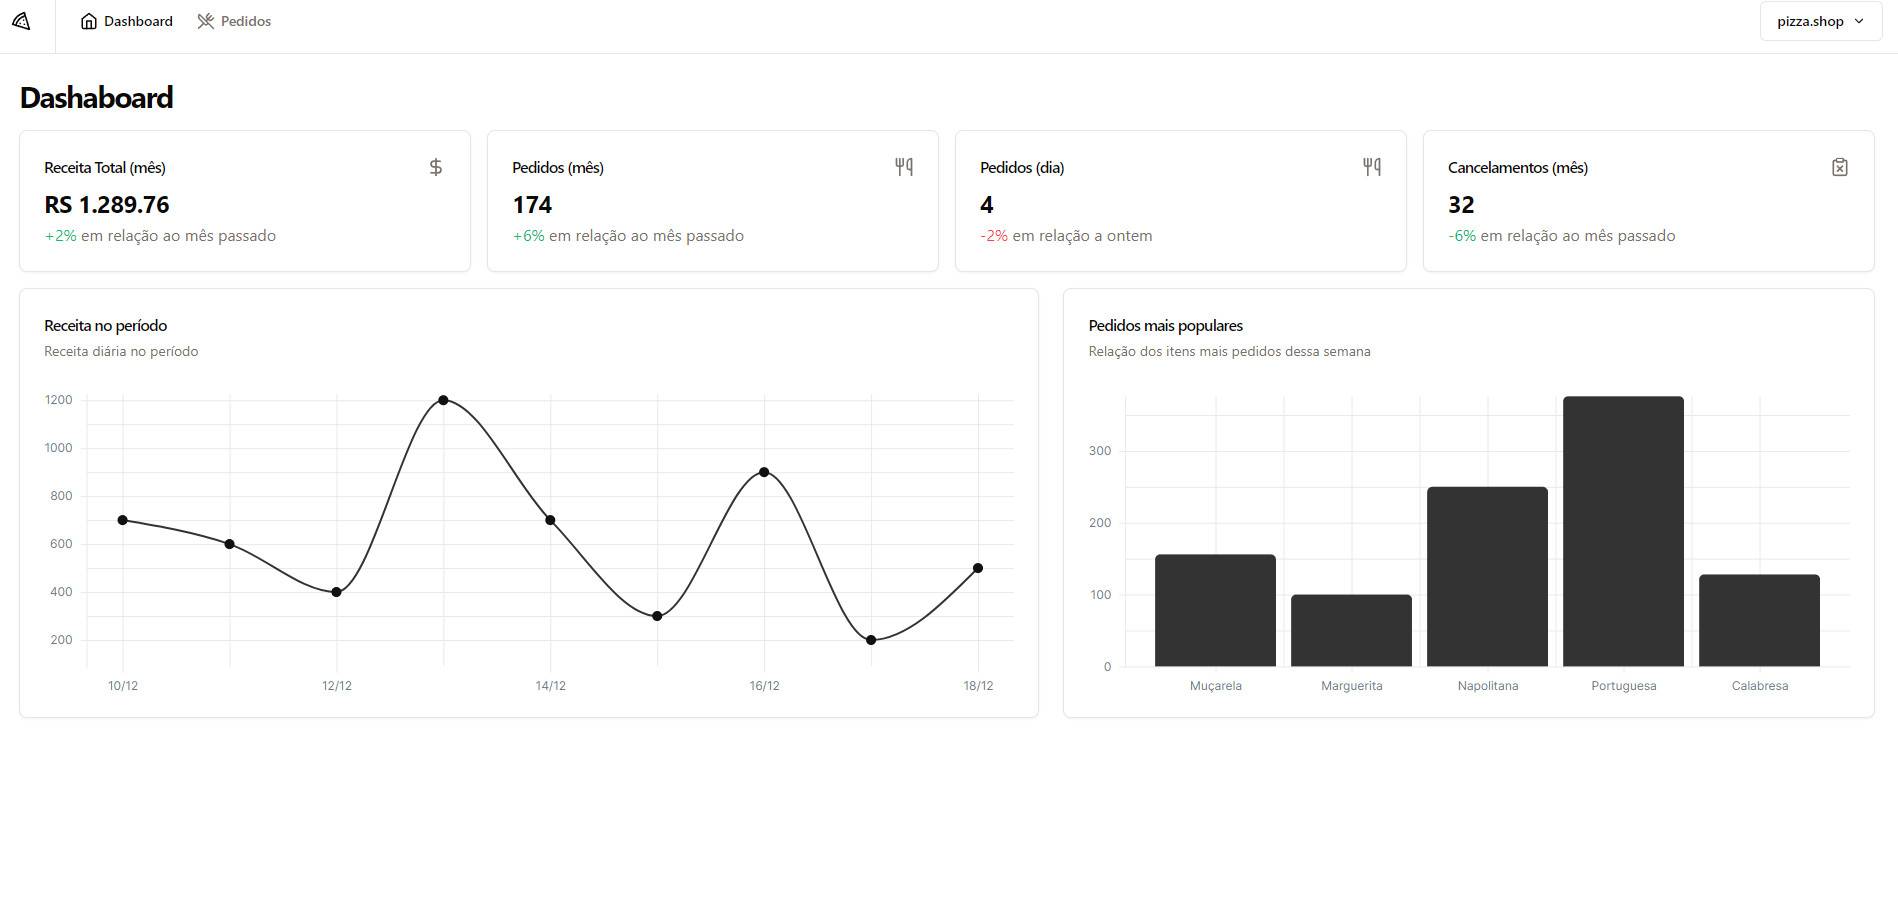 Dashboard Pedidos pizza.shop
Dashaboard
Receita Total (mês)
RS 1.289.76
+2% em relação ao mês passado
Pedidos (mês)
174
+6% em relação ao mês passado
Pedidos (dia)
4
-2% em relação a ontem
Cancelamentos (mês)
32
-6% em relação ao mês passado
Receita no período
Receita diária no período
1200
1000
800
600
400
200
10/12 12/12 14/12 16/12 18/12
Pedidos mais populares
Relação dos itens mais pedidos dessa semana
300
200
100
0
Muçarela Marguerita Napolitana Portuguesa Calabresa